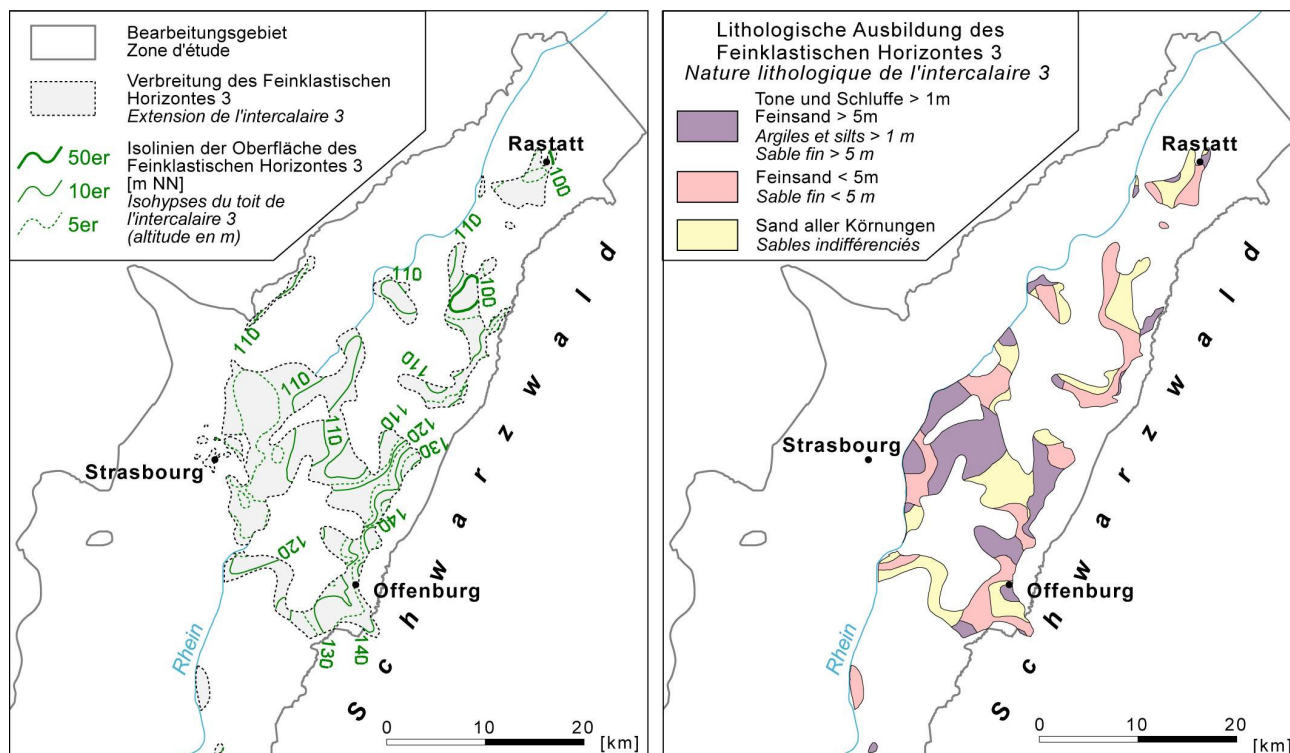 Bearbeitungsgebiet
Zone d'étude
Verbreitung des Feinklastischen
Horizontes 3
Extension de l'intercalaire 3
50er
10er
5er
Isolinien der Oberfläche des
Feinklastischen Horizontes 3
[m NN]
Isohypses du toit de
l'intercalaire 3
(altitude en m)
Rastatt
100
110
110
100
110
110
110
110
110
120
130
Strasbourg
140
120
Offenburg
130
140
Rhein
Schwarzwald
0 10 20
[km]
Lithologische Ausbildung des
Feinklastischen Horizontes 3
Nature lithologique de l'intercalaire 3
Tone und Schluffe > 1m
Feinsand > 5m
Argiles et silts > 1 m
Sable fin > 5 m
Feinsand < 5m
Sable fin < 5 m
Sand aller Körnungen
Sables indifférenciés
Rastatt
Strasbourg
Offenburg
Rhein
Schwarzwald
0 10 20
[km]